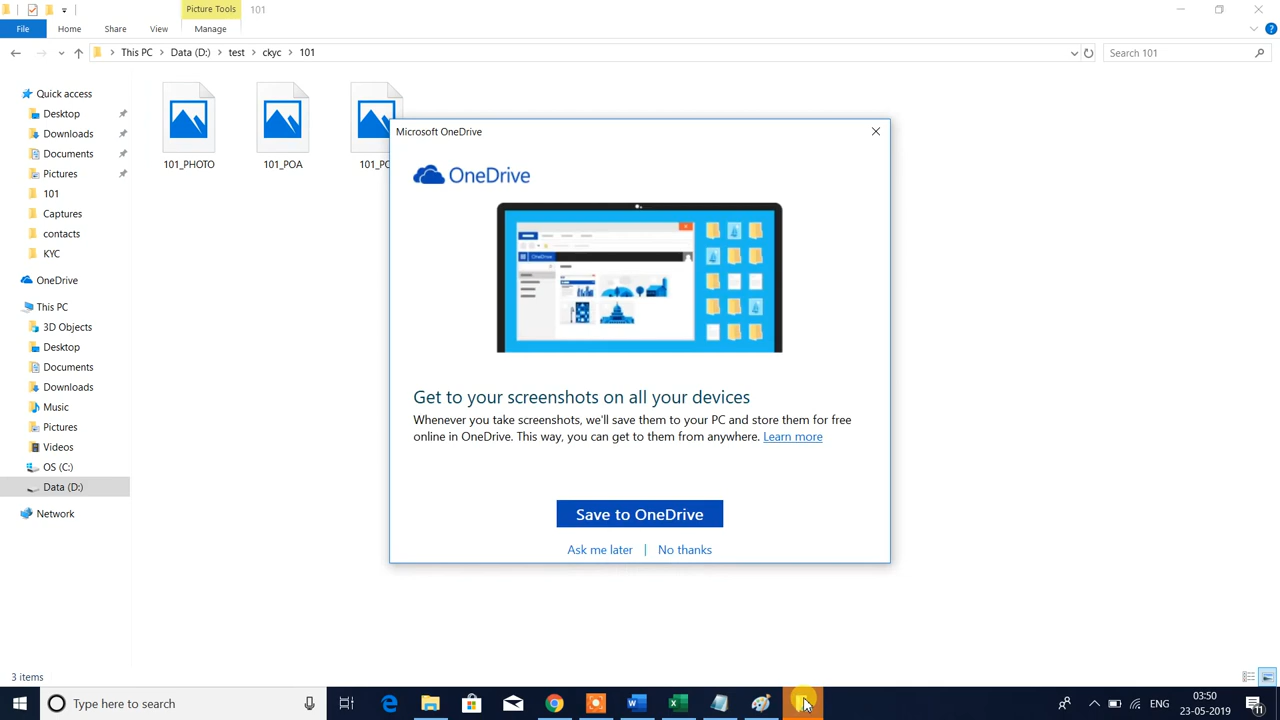 Picture Tools
101
File
Home
Share
View
Manage
This PC
Data (D:)
test
ckyc
101
Search 101
Quick access
Desktop
Downloads
Documents
Pictures
101
Captures
contacts
KYC
OneDrive
This PC
3D Objects
Desktop
Documents
Downloads
Music
Pictures
Videos
OS (C:)
Data (D:)
Network
101_PHOTO
101_POA
Microsoft OneDrive
OneDrive
Get to your screenshots on all your devices
Whenever you take screenshots, we'll save them to your PC and store them for free
online in OneDrive. This way, you can get to them from anywhere. Learn more
Save to OneDrive
Ask me later | No thanks
3 items
Type here to search
ENG
03:50
23-05-2019
11